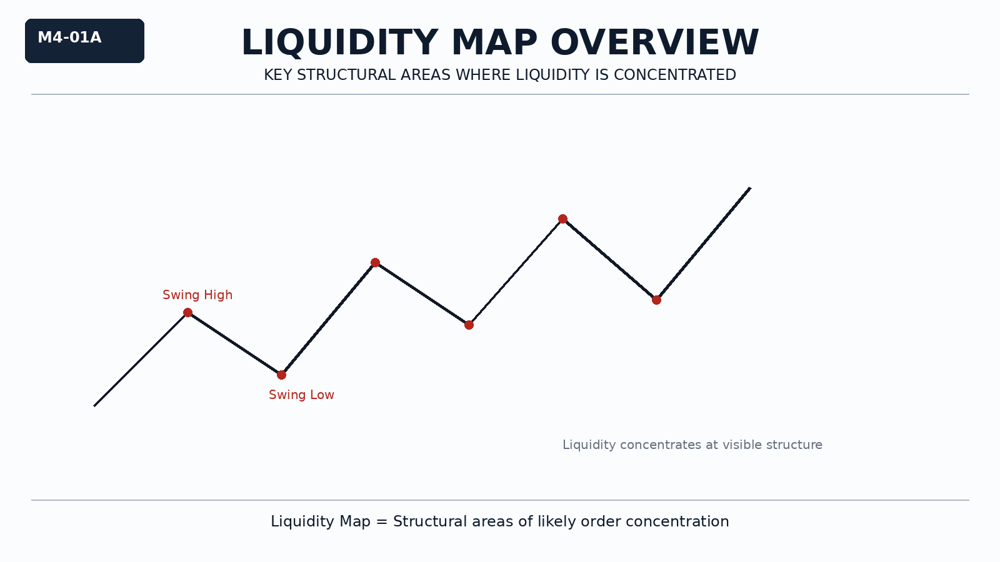 M4-01A
LIQUIDITY MAP OVERVIEW
KEY STRUCTURAL AREAS WHERE LIQUIDITY IS CONCENTRATED
Swing High
Swing Low
Liquidity concentrates at visible structure
Liquidity Map = Structural areas of likely order concentration